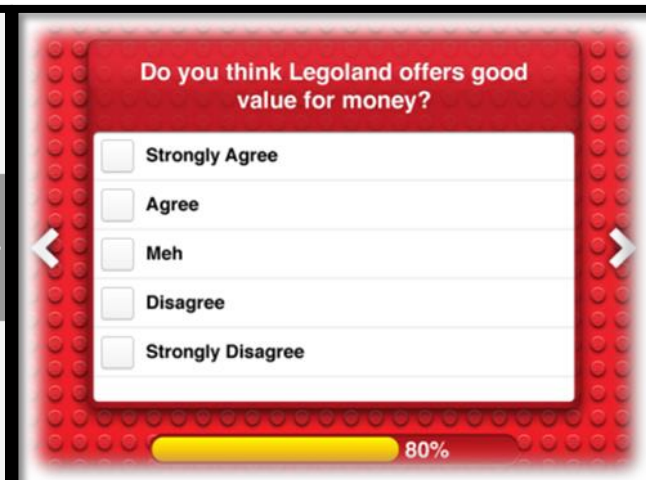 Do you think Legoland offers good
value for money?
Strongly Agree
Agree
Meh
Disagree
Strongly Disagree
80%